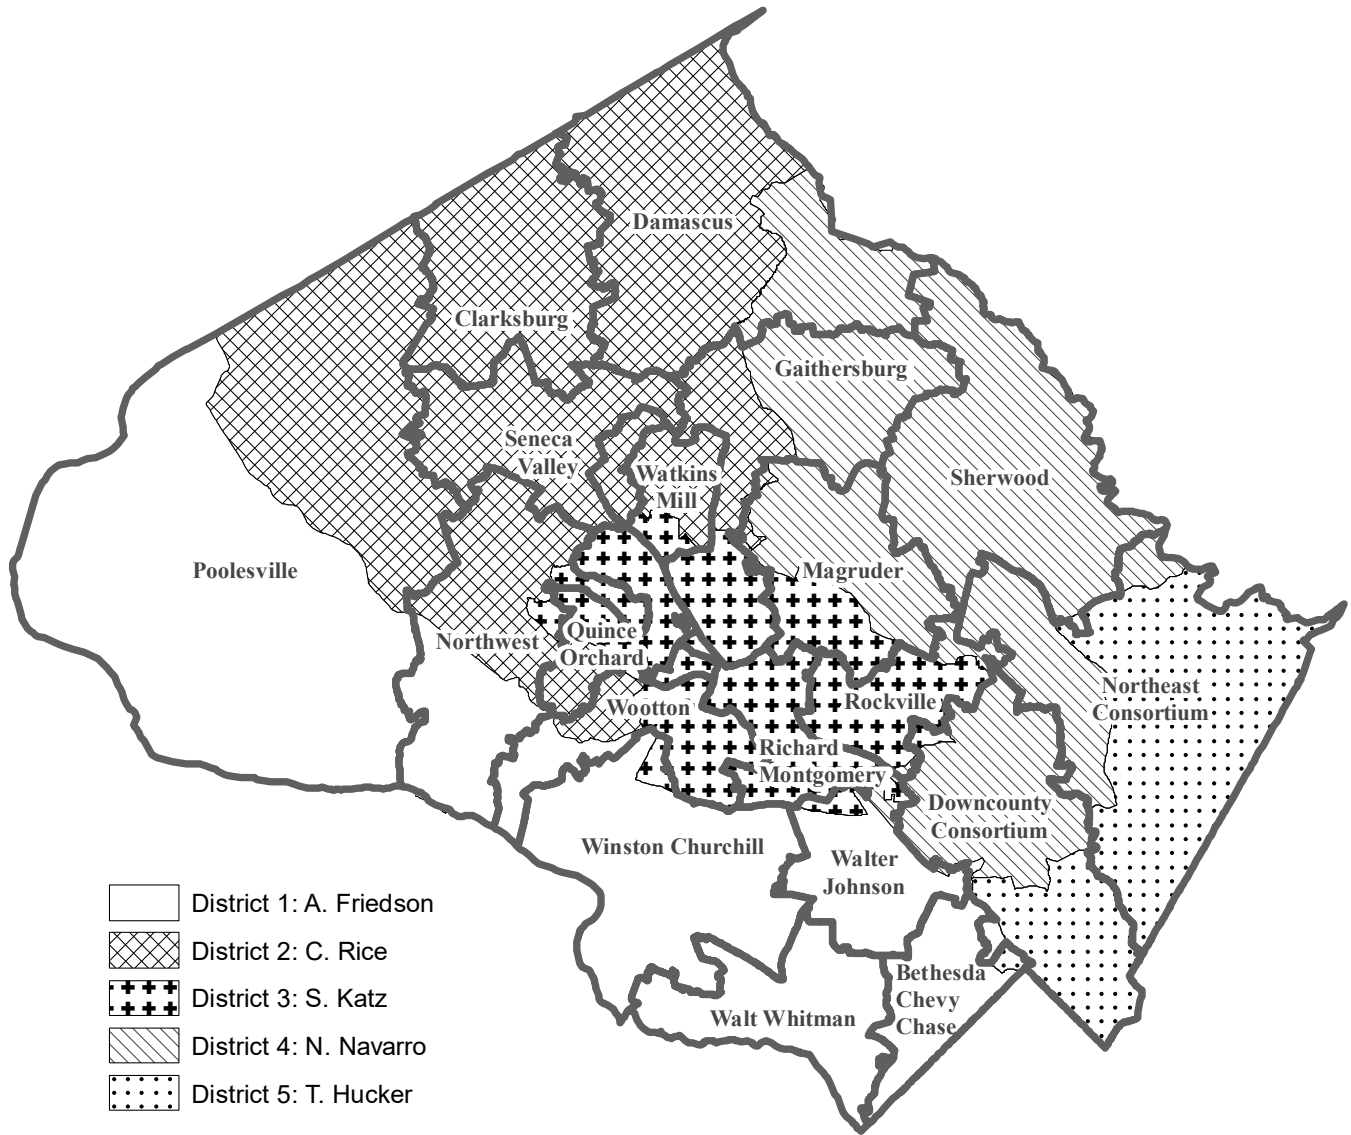 Damascus
Clarksburg
Gaithersburg
Seneca
Valley
Watkins
Mill
Sherwood
Poolesville
Magruder
Northwest
Quince
Orchard
Wootton
Rockville
Northeast
Consortium
Richard
Montgomery
Downcounty
Consortium
Winston Churchill
Walter
Johnson
Bethesda
Chevy
Chase
Walt Whitman
District 1: A. Friedson
District 2: C. Rice
District 3: S. Katz
District 4: N. Navarro
District 5: T. Hucker